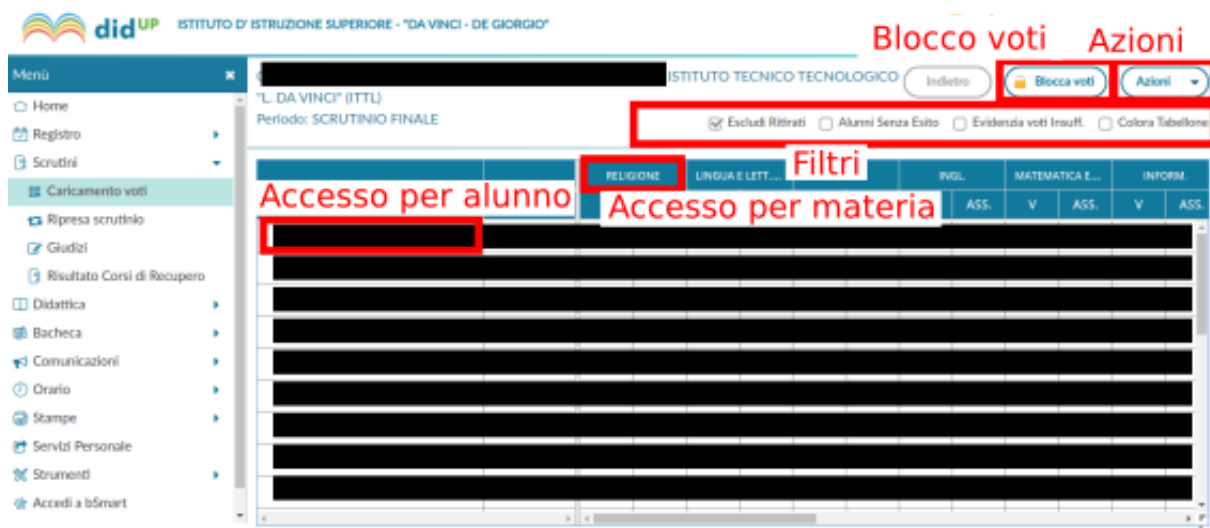 didUP ISTITUTO D' ISTRUZIONE SUPERIORE - "DA VINCI - DE GIORGIO"
Blocco voti Azioni
Menù
ISTITUTO TECNICO TECNOLOGICO Indietro Blocca voti Azioni
"L. DA VINCI" (ITTL)
Periodo: SCRUTINIO FINALE
Escludi Ritirati Alunni Senza Esito Evidenzia voti Insuff. Colora Tabellone
Home
Registro
Scrutini
Caricamento voti
Ripresa scrutinio
Giudizi
Risultato Corsi di Recupero
Didattica
Bacheca
Comunicazioni
Orario
Stampe
Servizi Personale
Strumenti
Accedi a bSmart
Filtri
RELIGIONE LINGUA E LETT.... INGL. MATEMATICA E... INFORM.
Accesso per alunno
Accesso per materia
ASS. V ASS. V ASS.